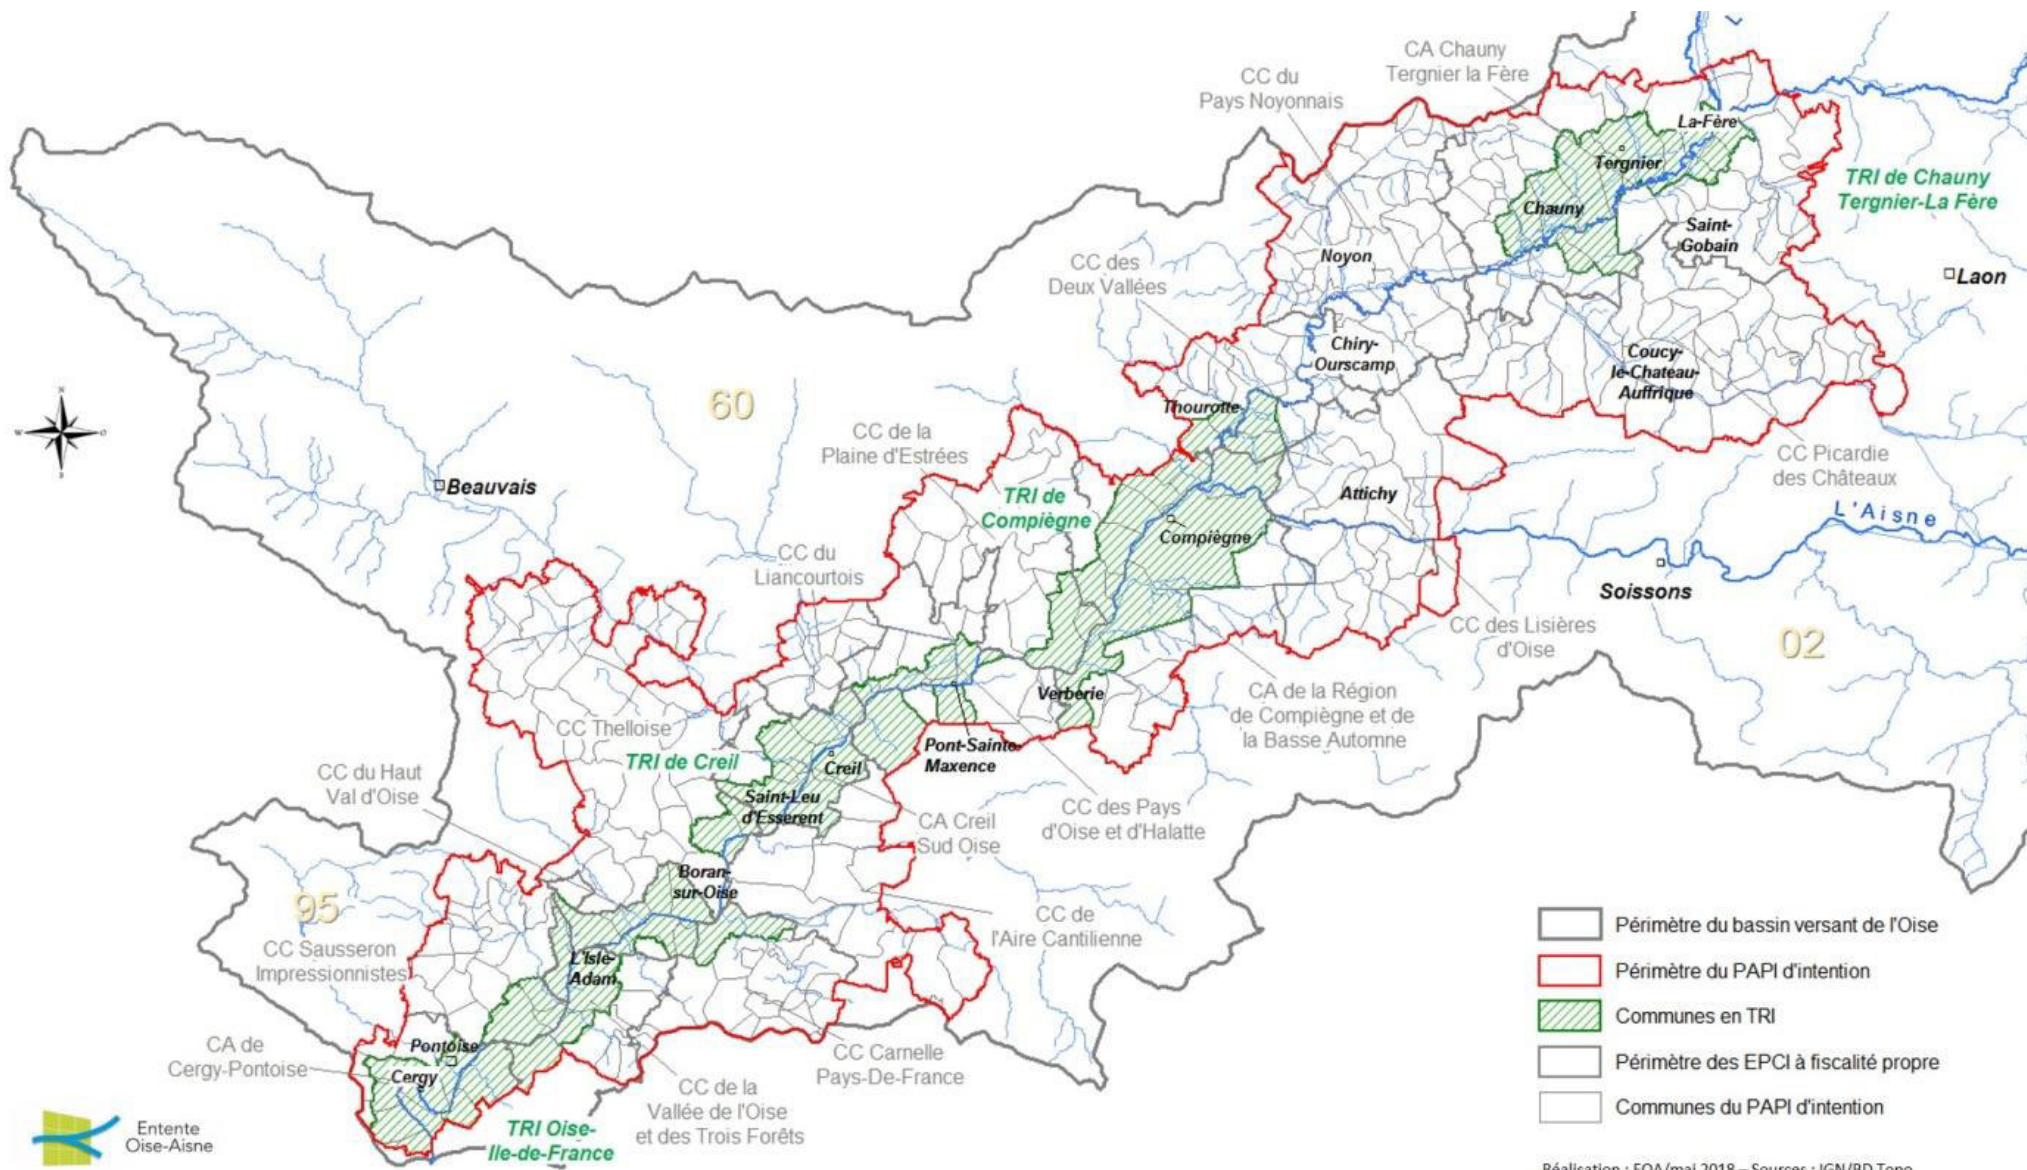 CA Chauny
Tergnier la Fère
CC du
Pays Noyonnais
La-Fère
Tergnier
TRI de Chauny
Tergnier-La Fère
Chauny
Saint-
Gobain
Noyon
CC des
Deux Vallées
Laon
Chiry-
Ourscamp
Coucy-
le-Chateau-
Auffrique
60
Thourotte
CC de la
Plaine d'Estrées
CC Picardie
des Châteaux
Beauvais
TRI de
Compiègne
Attichy
L'Aisne
Compiègne
CC du
Liancourtois
Soissons
CC des Lisières
d'Oise
02
Verberie
CA de la Région
de Compiègne et de
la Basse Automne
CC Thelloise
TRI de Creil
Creil
Pont-Sainte-
Maxence
CC du Haut
Val d'Oise
Saint-Leu
d'Esserent
CC des Pays
d'Oise et d'Halatte
CA Creil
Sud Oise
Boran-
sur-Oise
95
CC de
l'Aire Cantilienne
CC Sausseron
Impressionnistes
L'Isle-
Adam
CA de
Cergy-Pontoise
Pontoise
Cergy
CC Carnelle
Pays-De-France
CC de la
Vallée de l'Oise
et des Trois Forêts
TRI Oise-
Ile-de-France
N
W
O
S
Entente
Oise-Aisne
Périmètre du bassin versant de l'Oise
Périmètre du PAPI d'intention
Communes en TRI
Périmètre des EPCI à fiscalité propre
Communes du PAPI d'intention
Réalisation : EOA/mai 2018 – Sources : IGN/BD Topo